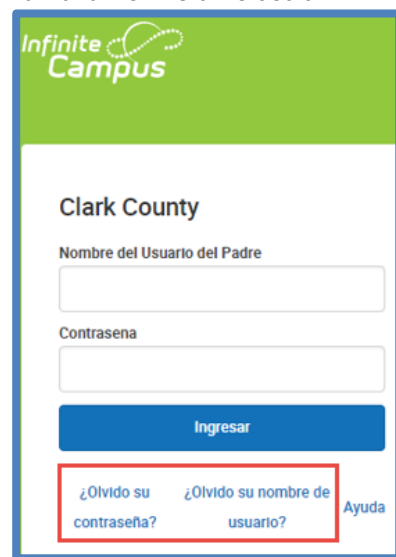 Infinite
Campus
Clark County
Nombre del Usuario del Padre
Contrasena
Ingresar
¿Olvido su ¿Olvido su nombre de
contraseña? usuario? Ayuda